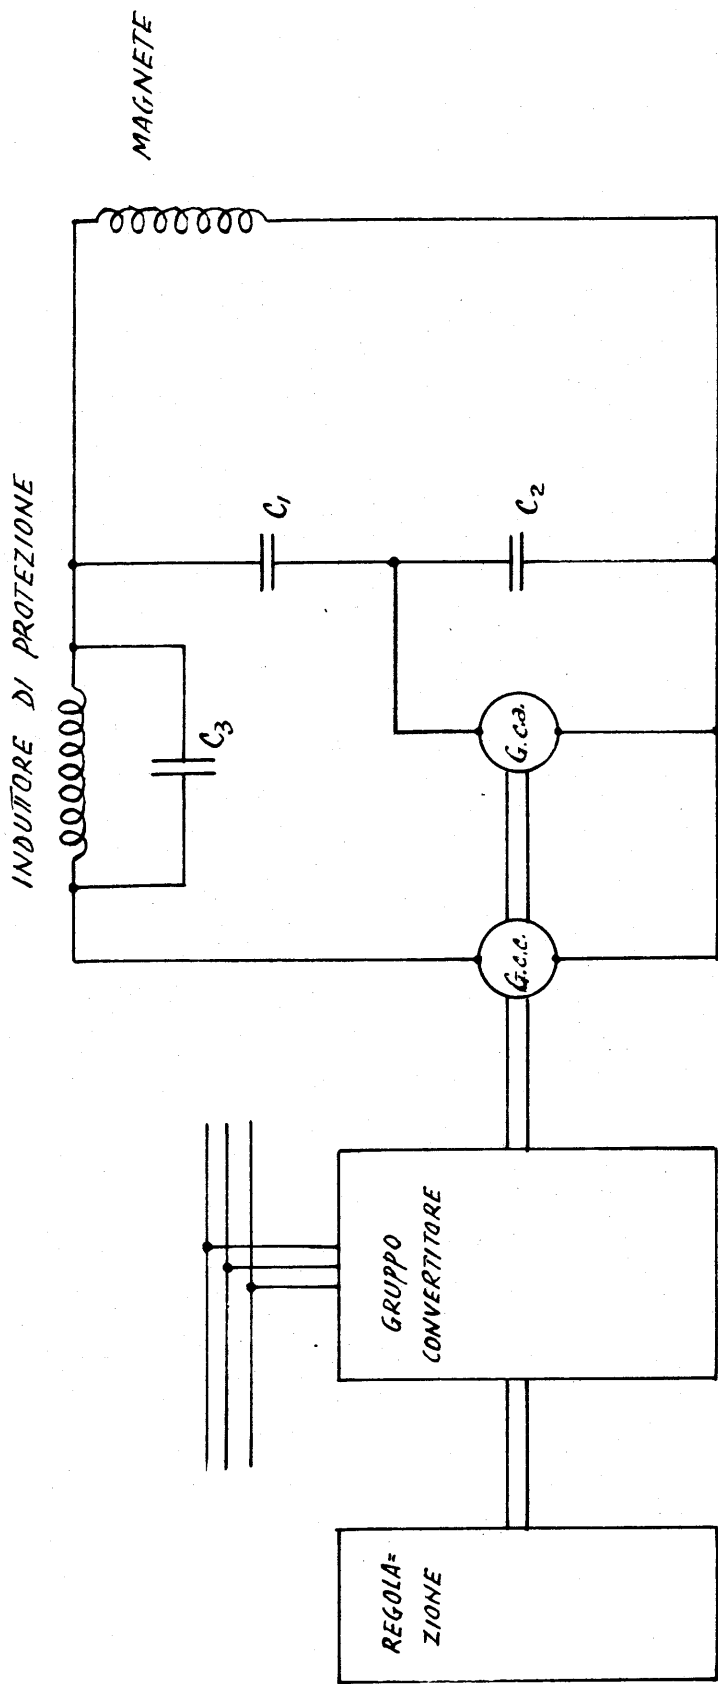 INDUTTORE DI PROTEZIONE
MAGNETE
C3
C1
C2
G.c.c.
G.c.a.
GRUPPO
CONVERTITORE
REGOLA=
ZIONE